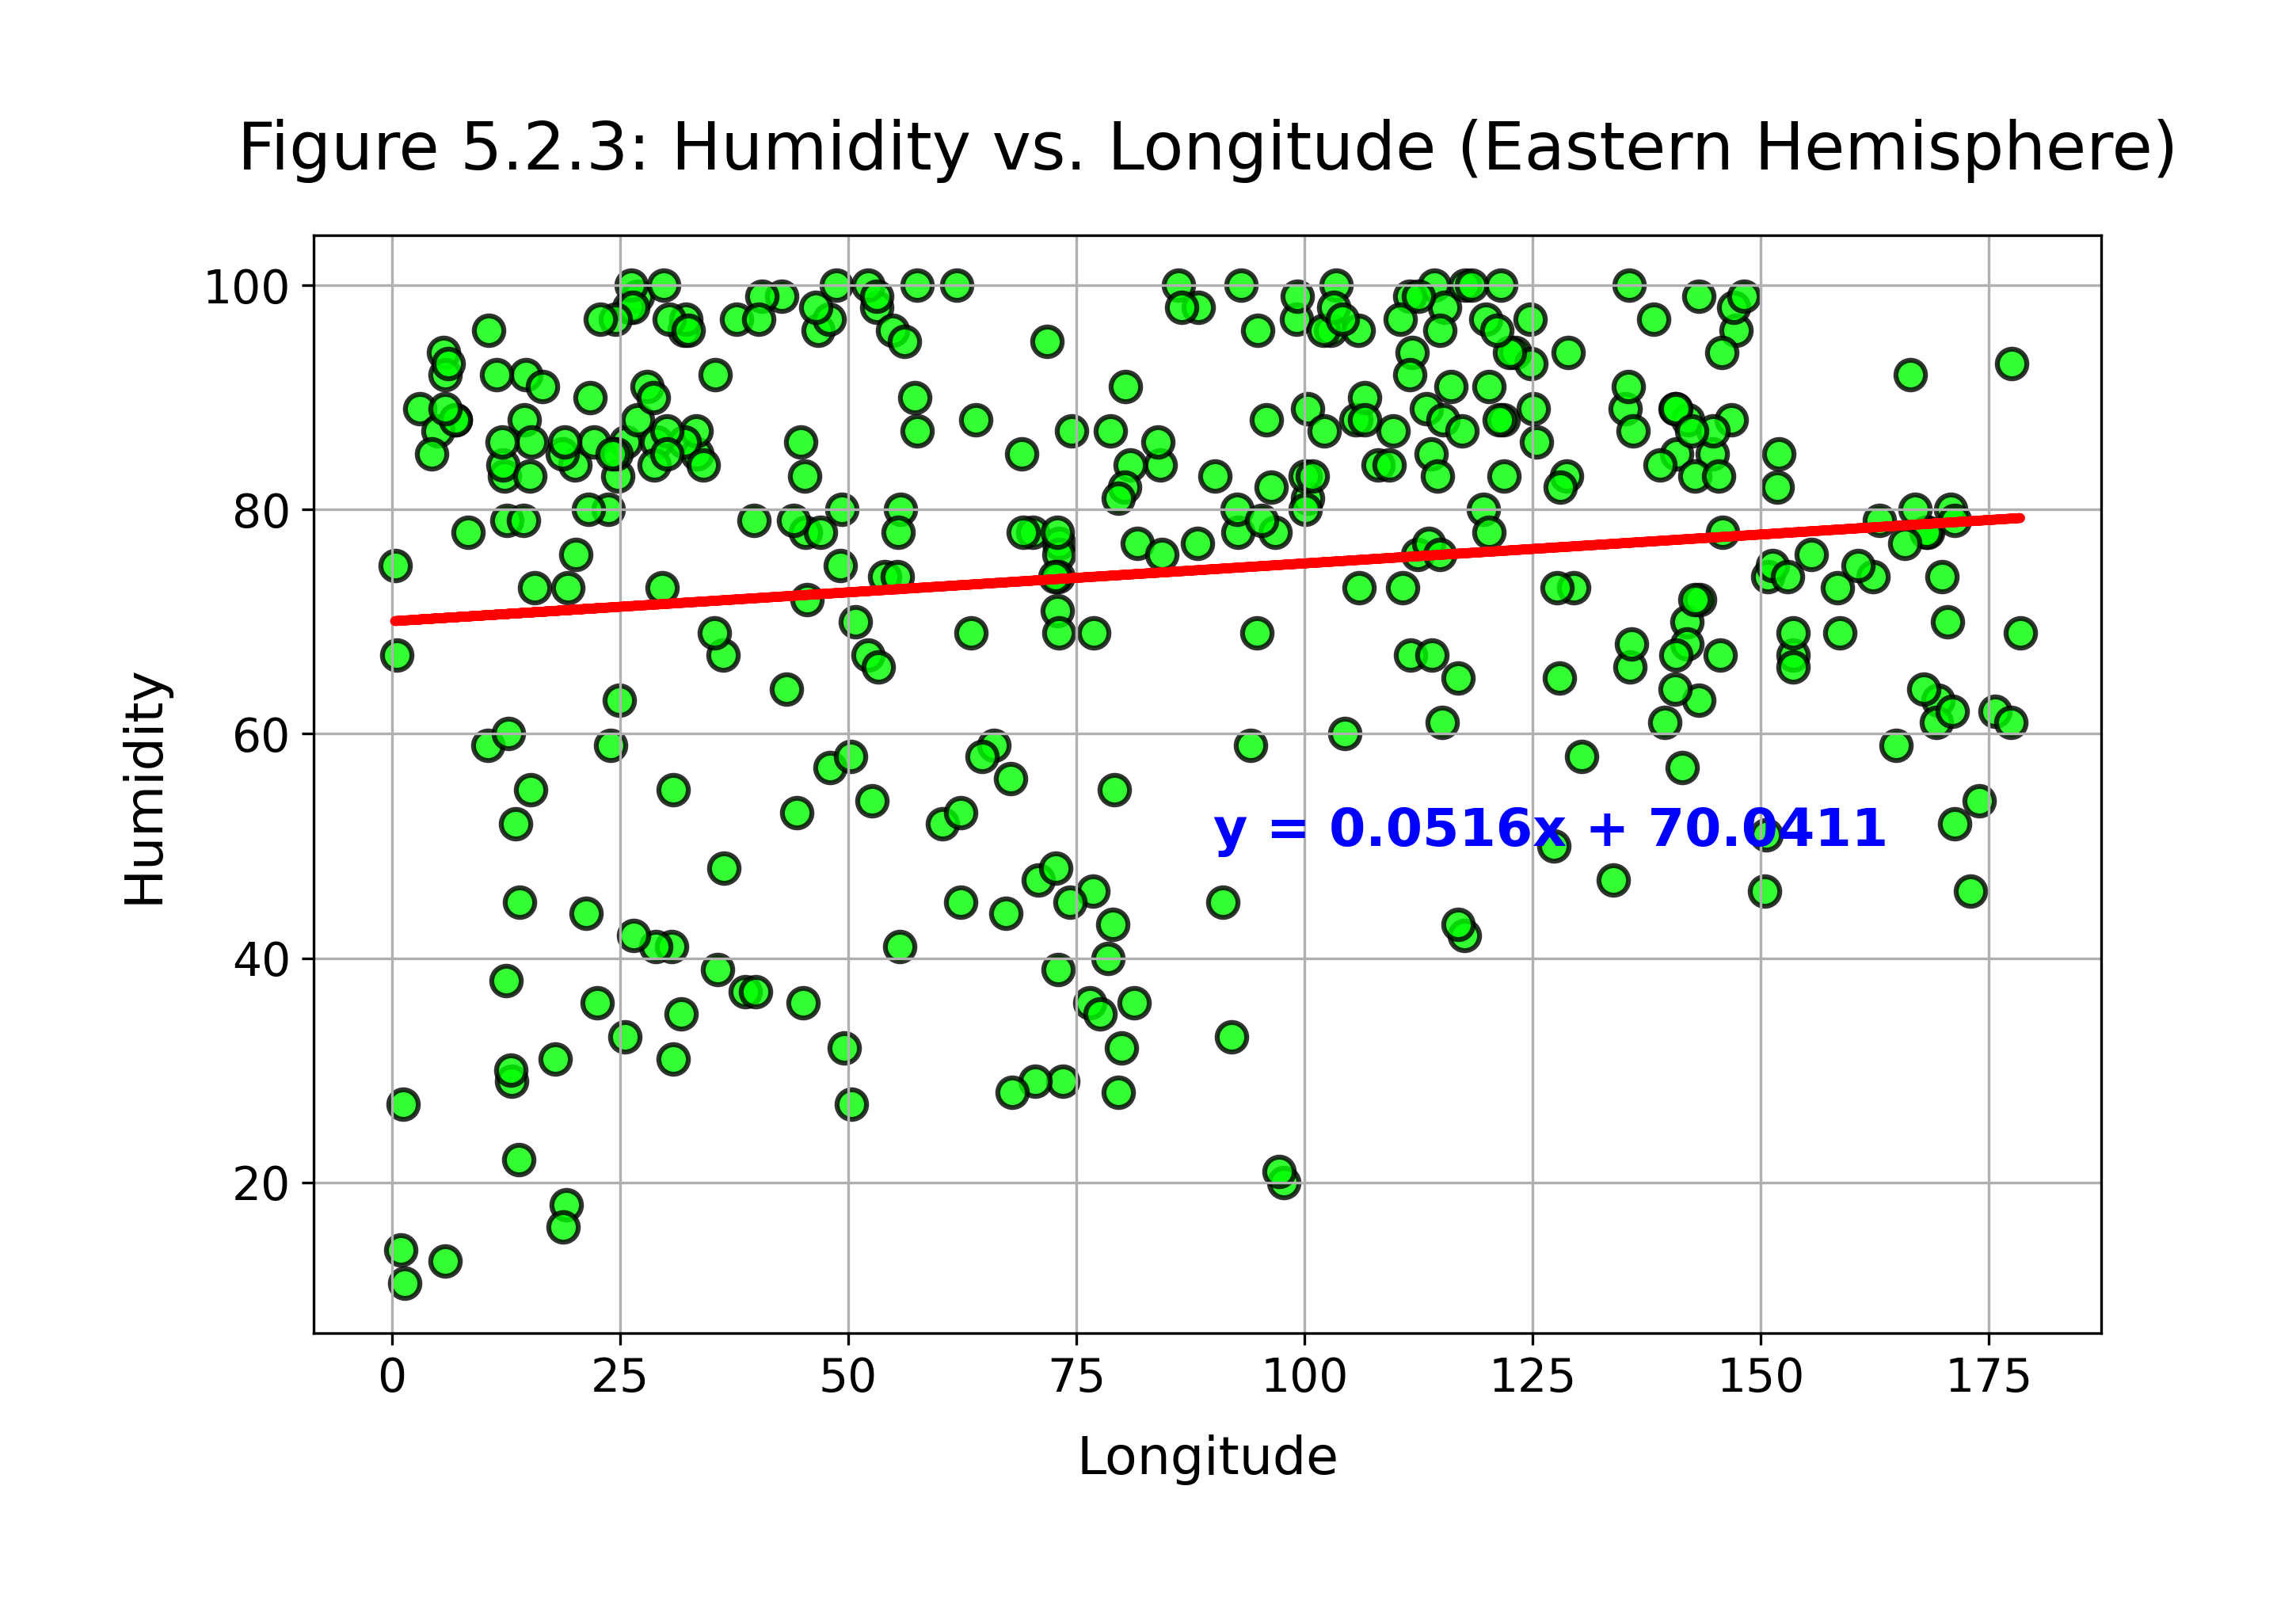 Figure 5.2.3: Humidity vs. Longitude (Eastern Hemisphere)
100
80
60
40
20
Humidity
y = 0.0516x + 70.0411
0 25 50 75 100 125 150 175
Longitude